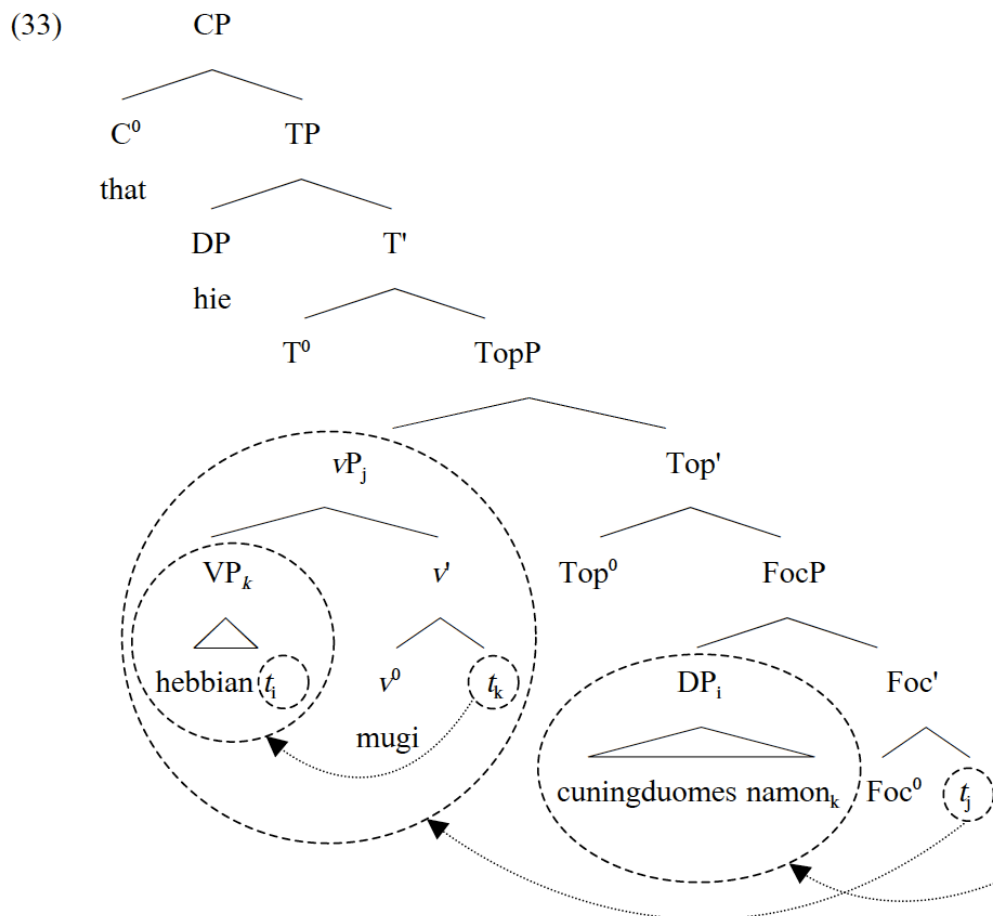 (33) CP
C⁰ TP
that
DP T'
hie
T⁰ TopP
vPⱼ Top'
VPₖ v' Top⁰ FocP
hebbian tᵢ v⁰ tₖ DPᵢ Foc'
mugi
cuningduomes namonₖ Foc⁰ tⱼ